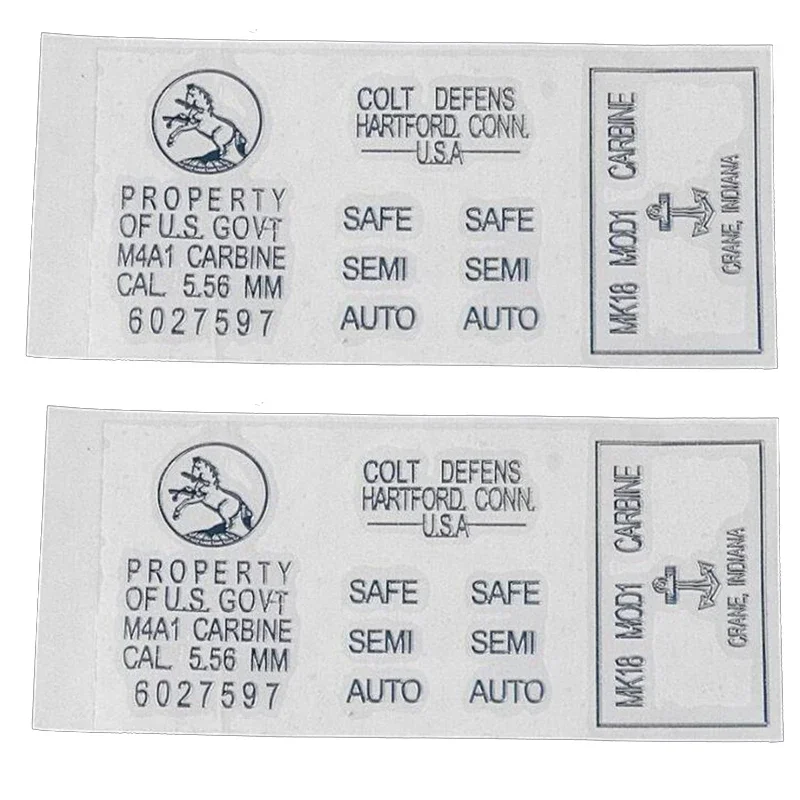 PROPERTY
OF U.S. GOV'T
M4A1 CARBINE
CAL. 5.56 MM
6027597
COLT DEFENS
HARTFORD. CONN.
U.S.A
SAFE SAFE
SEMI SEMI
AUTO AUTO
MK18 MOD1 CARBINE
CRANE, INDIANA
PROPERTY
OF U.S. GOV'T
M4A1 CARBINE
CAL. 5.56 MM
6027597
COLT DEFENS
HARTFORD. CONN.
U.S.A
SAFE SAFE
SEMI SEMI
AUTO AUTO
MK18 MOD1 CARBINE
CRANE, INDIANA